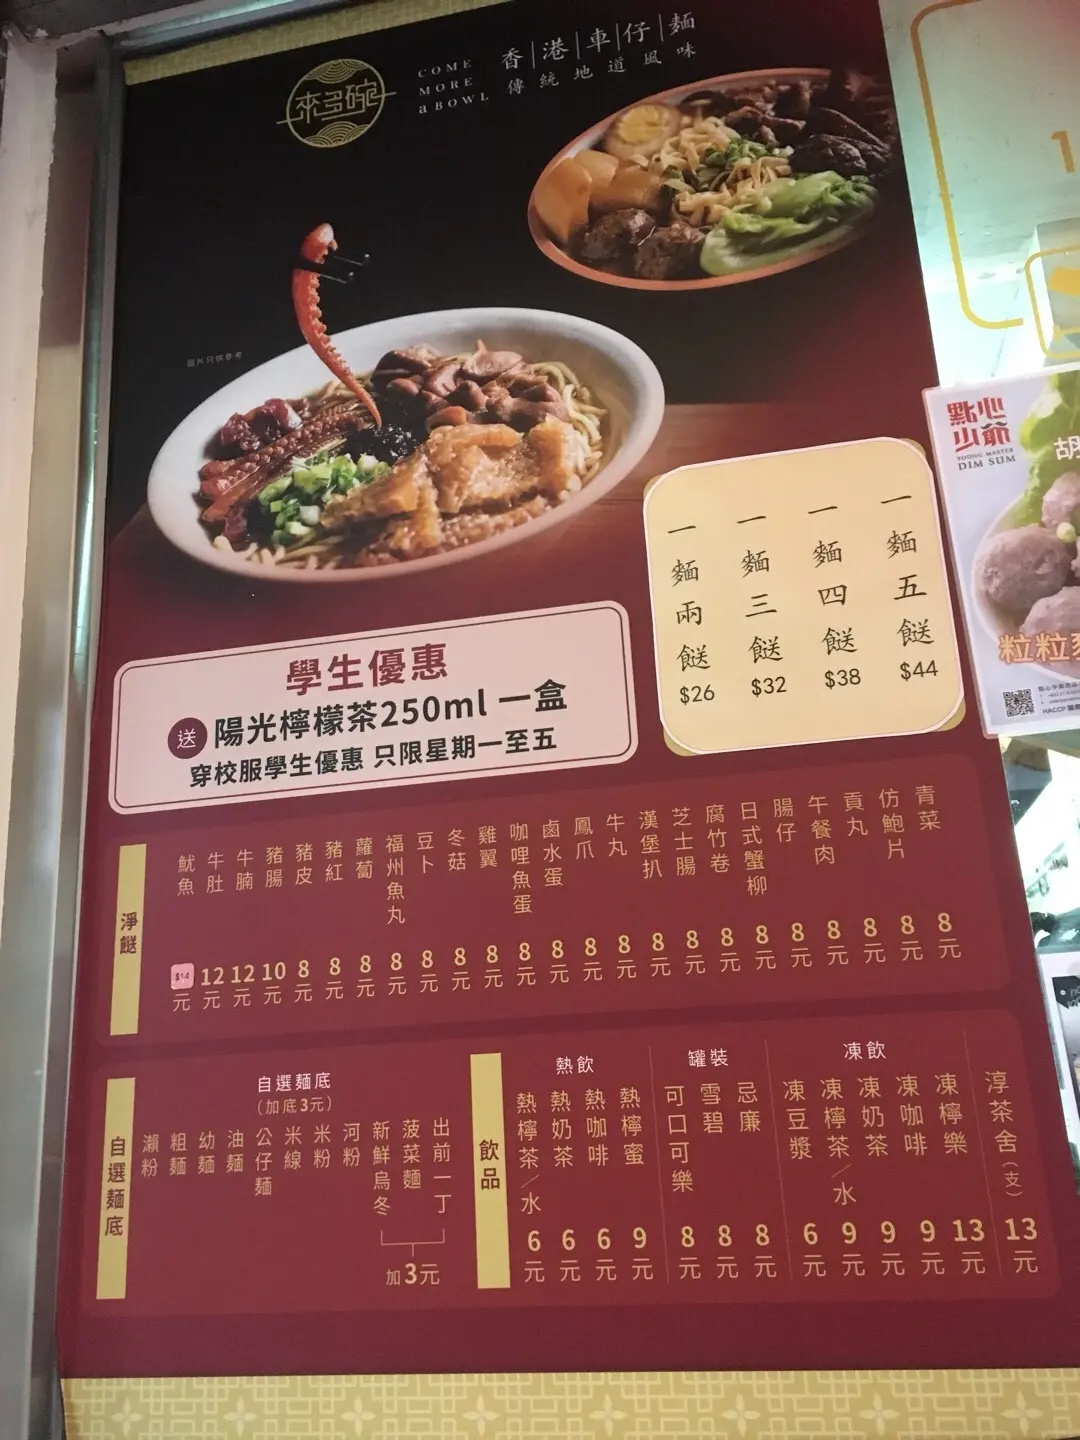 來多碗
COME
MORE
a BOWL
香|港|車|仔|麵
傳統地道風味
圖片只供參考
一麵兩餸 $26
一麵三餸 $32
一麵四餸 $38
一麵五餸 $44
學生優惠
送 陽光檸檬茶250ml 一盒
穿校服學生優惠 只限星期一至五
點心
少爺
YOUNG MASTER
DIM SUM
胡
粒粒
HACCP
1
淨餸
魷魚 $14元
牛肚 12元
牛腩 12元
豬腸 10元
豬皮 8元
豬紅 8元
蘿蔔 8元
福州魚丸 8元
豆卜 8元
冬菇 8元
雞翼 8元
咖哩魚蛋 8元
鹵水蛋 8元
鳳爪 8元
牛丸 8元
漢堡扒 8元
芝士腸 8元
腐竹卷 8元
日式蟹柳 8元
腸仔 8元
午餐肉 8元
貢丸 8元
仿鮑片 8元
青菜 8元
自選麵底
自選麵底
(加底3元)
瀨粉
粗麵
幼麵
油麵
公仔麵
米線
米粉
河粉
新鮮烏冬
菠菜麵
出前一丁
加3元
飲品
熱飲
熱檸茶/水 6元
熱奶茶 6元
熱咖啡 6元
熱檸蜜 9元
罐裝
可口可樂 8元
雪碧 8元
忌廉 8元
凍飲
凍豆漿 6元
凍檸茶/水 9元
凍奶茶 9元
凍咖啡 9元
凍檸樂 13元
淳茶舍(支) 13元